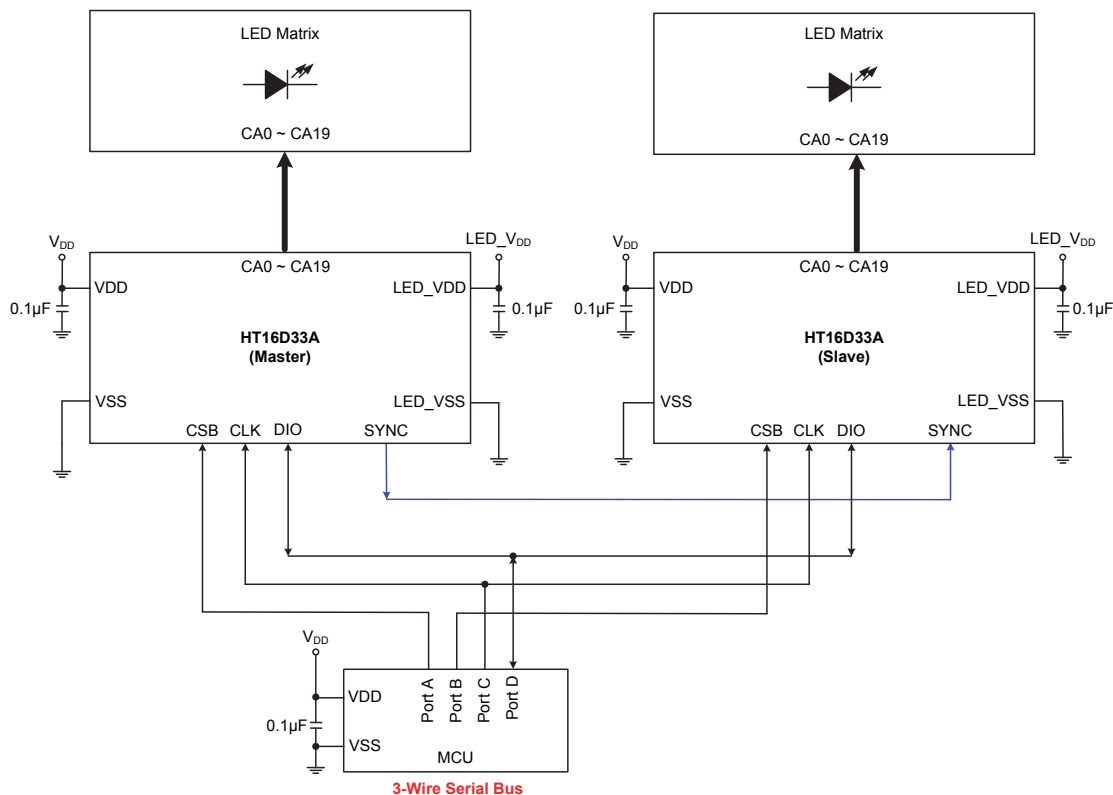 LED Matrix
CA0 ~ CA19
LED Matrix
CA0 ~ CA19
VDD
LED_VDD
VDD
LED_VDD
CA0 ~ CA19
CA0 ~ CA19
VDD
LED_VDD
VDD
LED_VDD
0.1µF
0.1µF
0.1µF
0.1µF
HT16D33A
(Master)
HT16D33A
(Slave)
VSS
LED_VSS
VSS
LED_VSS
CSB
CLK
DIO
SYNC
CSB
CLK
DIO
SYNC
VDD
Port A
Port B
Port C
Port D
VDD
0.1µF
VSS
MCU
3-Wire Serial Bus